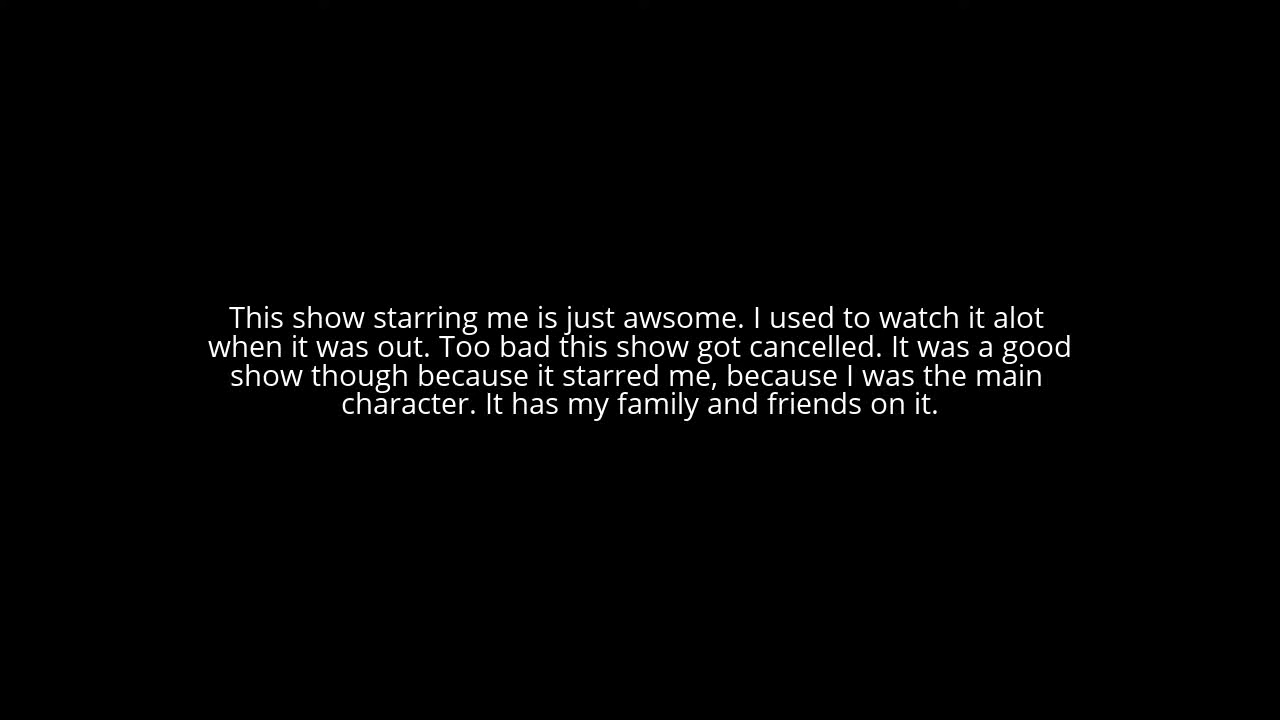 This show starring me is just awsome. I used to watch it alot
when it was out. Too bad this show got cancelled. It was a good
show though because it starred me, because I was the main
character. It has my family and friends on it.